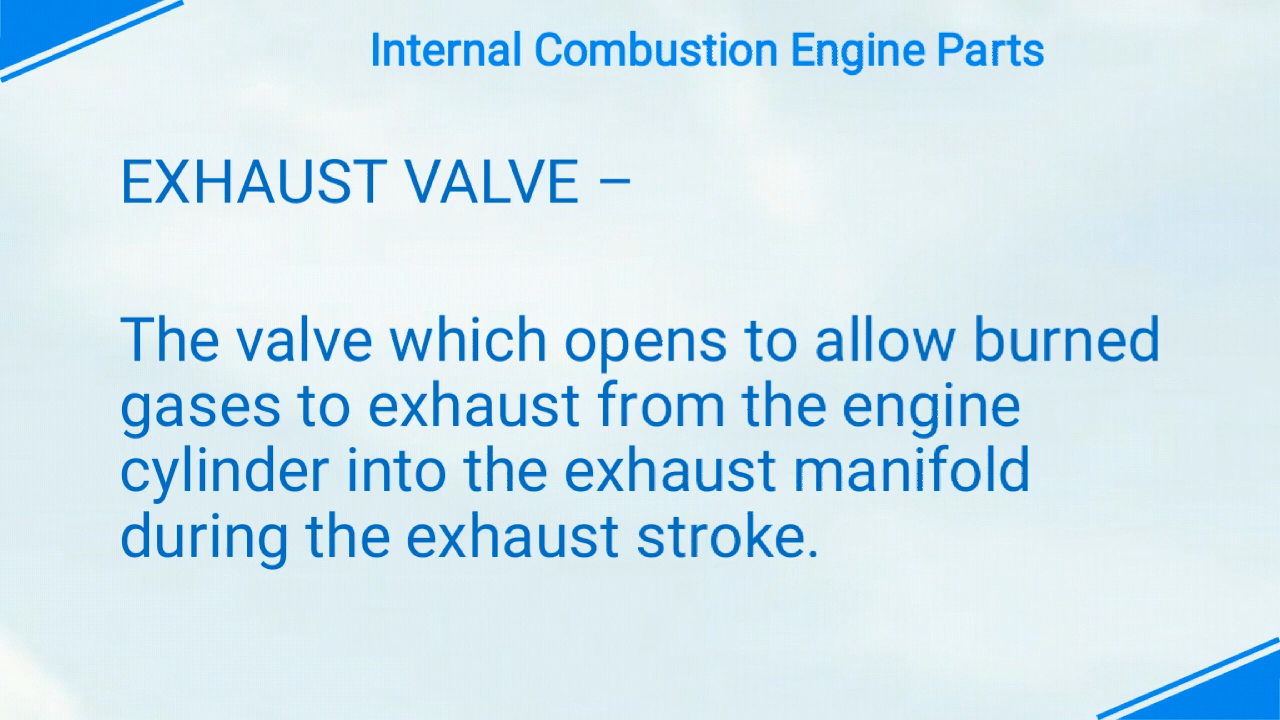 Internal Combustion Engine Parts
EXHAUST VALVE –
The valve which opens to allow burned
gases to exhaust from the engine
cylinder into the exhaust manifold
during the exhaust stroke.